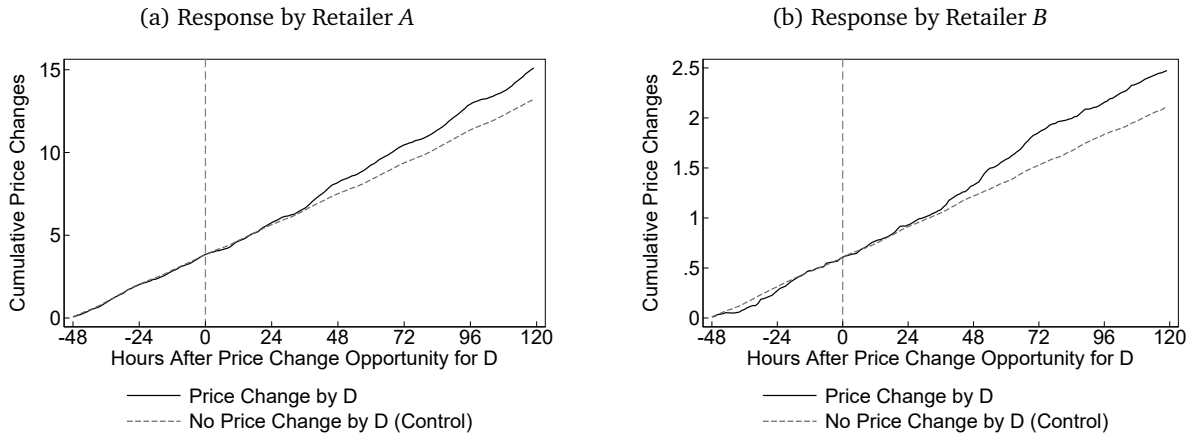 (a) Response by Retailer A
15
10
5
0
Cumulative Price Changes
-48 -24 0 24 48 72 96 120
Hours After Price Change Opportunity for D
Price Change by D
No Price Change by D (Control)
(b) Response by Retailer B
2.5
2
1.5
1
.5
0
Cumulative Price Changes
-48 -24 0 24 48 72 96 120
Hours After Price Change Opportunity for D
Price Change by D
No Price Change by D (Control)